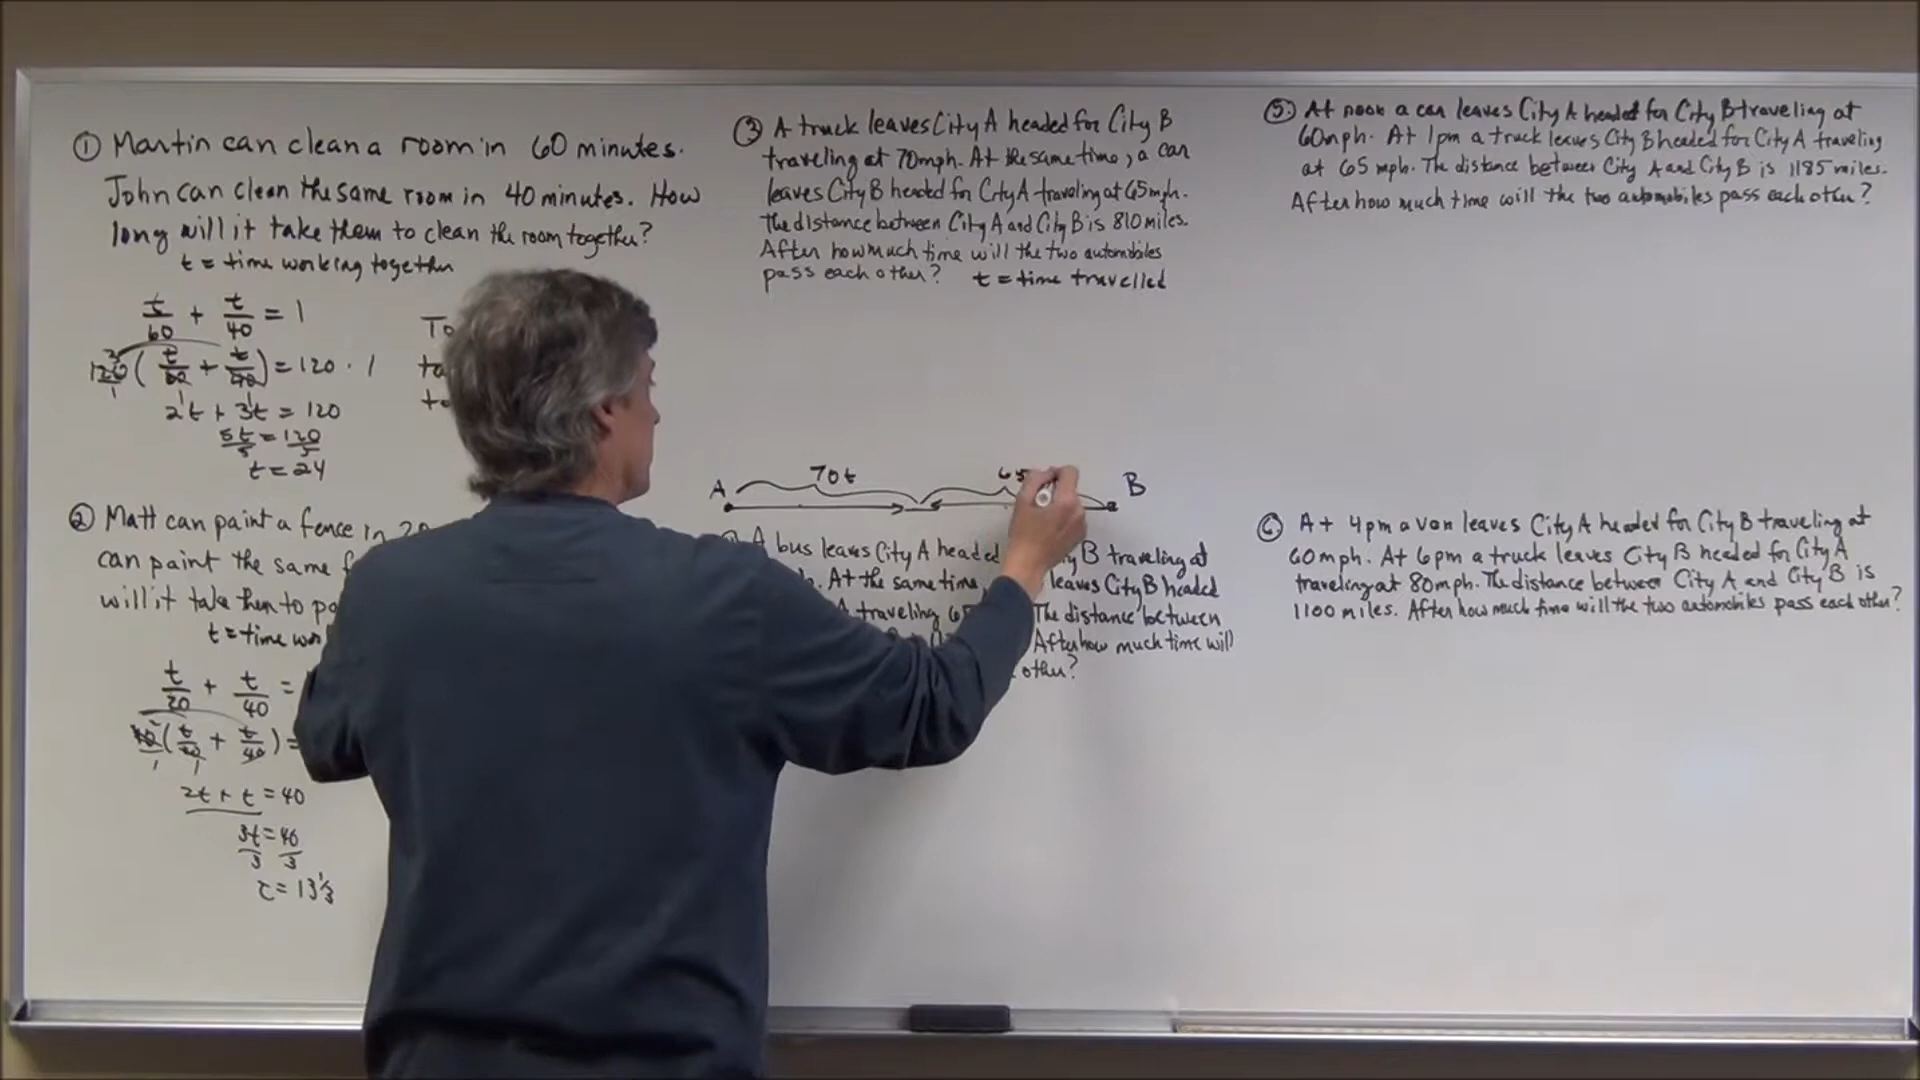 ① Martin can clean a room in 60 minutes.
John can clean the same room in 40 minutes. How
long will it take them to clean the room together?
t = time working together
t/60 + t/40 = 1
120 ( t/60 + t/40 ) = 120 · 1
2t + 3t = 120
5t/5 = 120/5
t = 24
② Matt can paint a fence in
can paint the same
will it take them to
t = time
t/20 + t/40 =
40 ( t/20 + t/40 ) =
2t + t = 40
3t/3 = 40/3
t = 13 1/3
③ A truck leaves City A headed for City B
traveling at 70mph. At the same time, a car
leaves City B headed for City A traveling at 65mph.
The distance between City A and City B is 810 miles.
After how much time will the two automobiles
pass each other? t = time travelled
A 70t 65 B
A bus leaves City A headed B traveling at
. At the same time, leaves City B headed
A traveling The distance between
After how much time will
other?
⑤ At noon a car leaves City A headed for City B traveling at
60mph. At 1pm a truck leaves City B headed for City A traveling
at 65 mph. The distance between City A and City B is 1185 miles.
After how much time will the two automobiles pass each other?
⑥ At 4pm a van leaves City A headed for City B traveling at
60mph. At 6pm a truck leaves City B headed for City A
traveling at 80mph. The distance between City A and City B is
1100 miles. After how much time will the two automobiles pass each other?